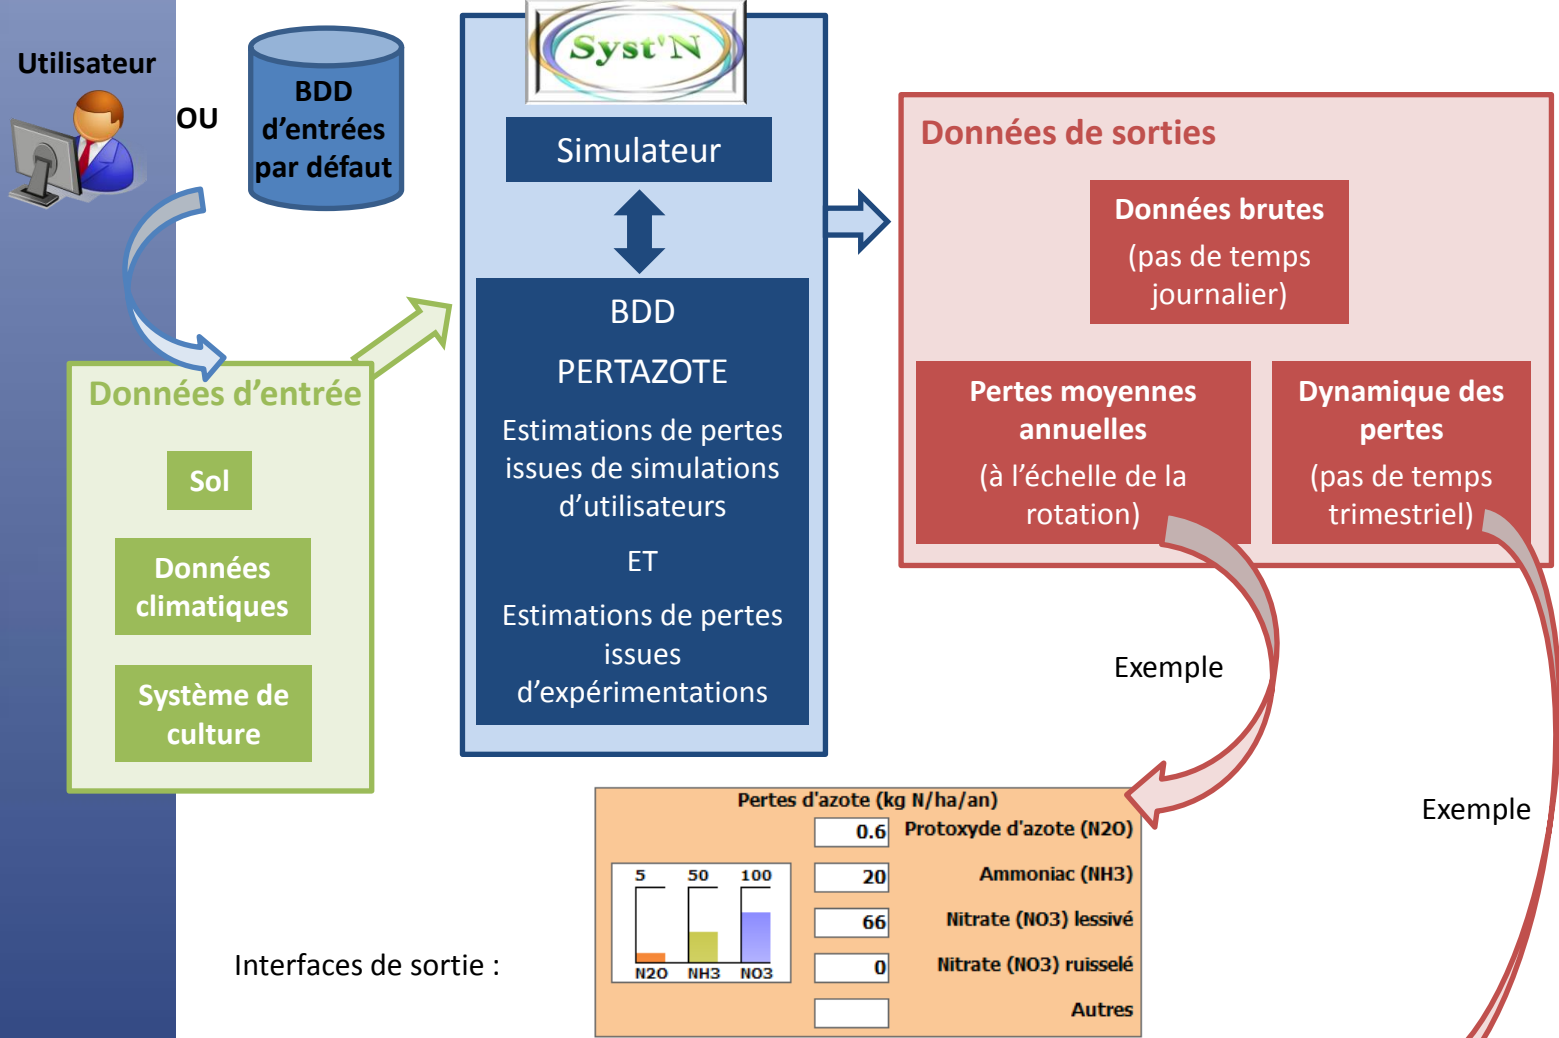 Utilisateur
OU
BDD
d'entrées
par défaut
Données d'entrée
Sol
Données
climatiques
Système de
culture
Syst'N
Simulateur
BDD
PERTAZOTE
Estimations de pertes
issues de simulations
d'utilisateurs
ET
Estimations de pertes
issues
d'expérimentations
Données de sorties
Données brutes
(pas de temps
journalier)
Pertes moyennes
annuelles
(à l'échelle de la
rotation)
Dynamique des
pertes
(pas de temps
trimestriel)
Exemple
Exemple
Interfaces de sortie :
Pertes d'azote (kg N/ha/an)
0.6 Protoxyde d'azote (N2O)
20 Ammoniac (NH3)
66 Nitrate (NO3) lessivé
0 Nitrate (NO3) ruisselé
Autres
5 50 100
N2O NH3 NO3